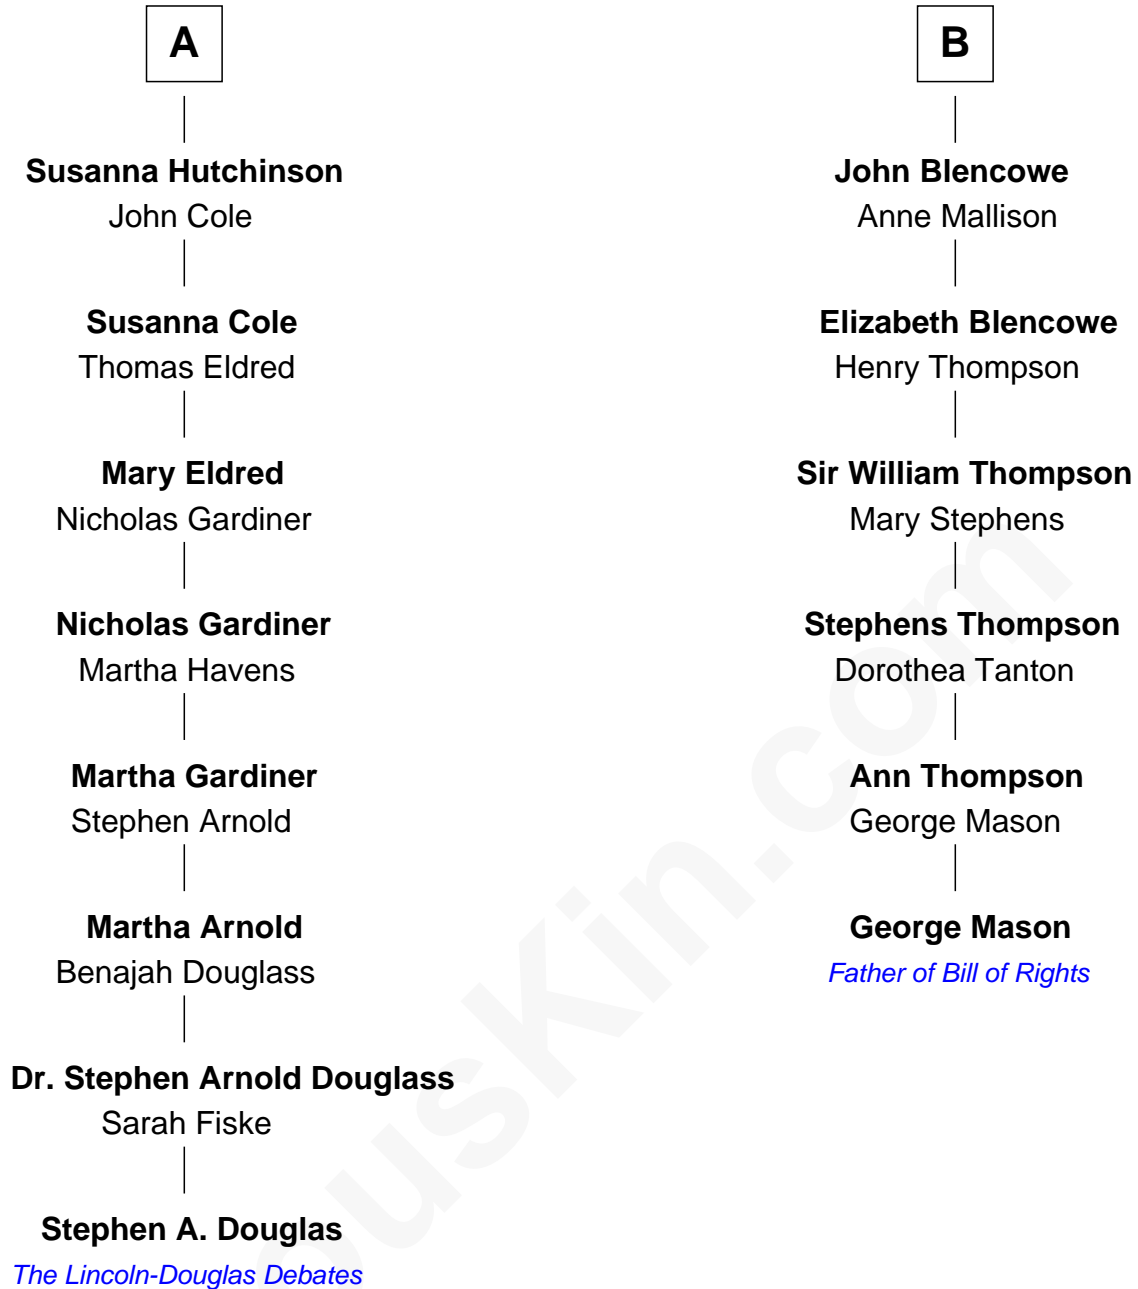 A
Susanna Hutchinson
John Cole
Susanna Cole
Thomas Eldred
Mary Eldred
Nicholas Gardiner
Nicholas Gardiner
Martha Havens
Martha Gardiner
Stephen Arnold
Martha Arnold
Benajah Douglass
Dr. Stephen Arnold Douglass
Sarah Fiske
Stephen A. Douglas
The Lincoln-Douglas Debates
B
John Blencowe
Anne Mallison
Elizabeth Blencowe
Henry Thompson
Sir William Thompson
Mary Stephens
Stephens Thompson
Dorothea Tanton
Ann Thompson
George Mason
George Mason
Father of Bill of Rights
ousKin.com